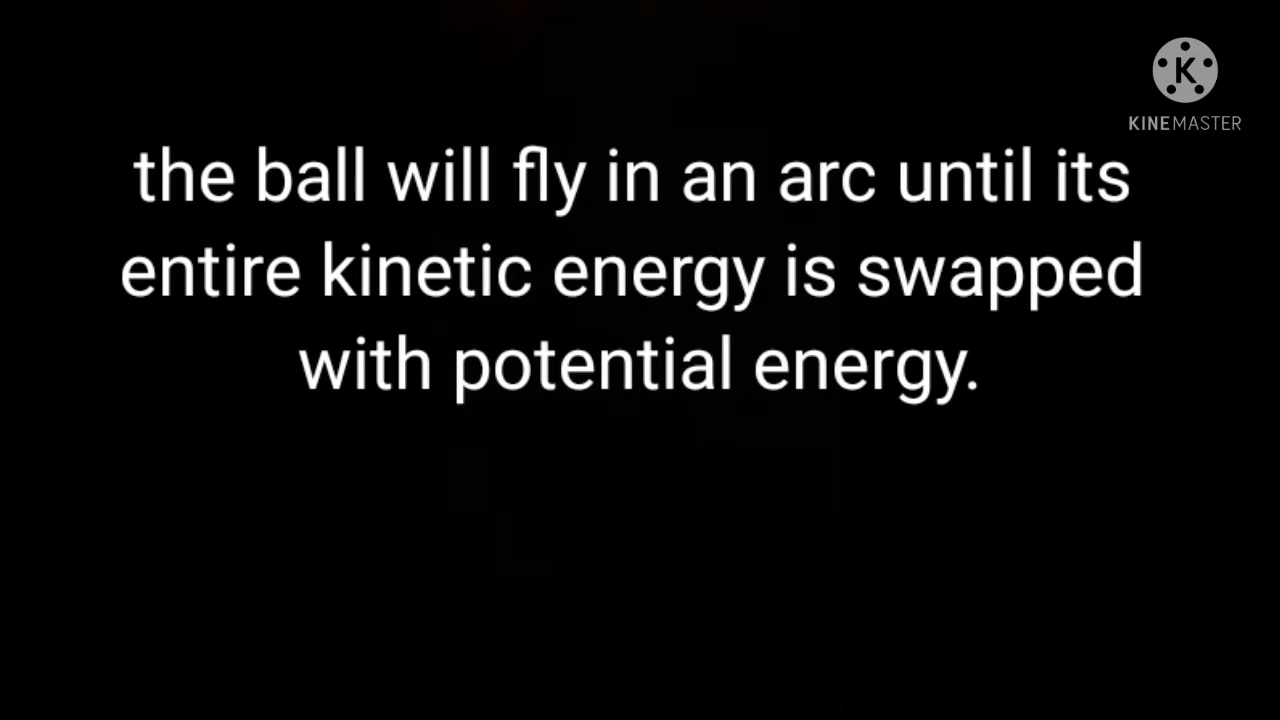 K
KINEMASTER
the ball will fly in an arc until its
entire kinetic energy is swapped
with potential energy.